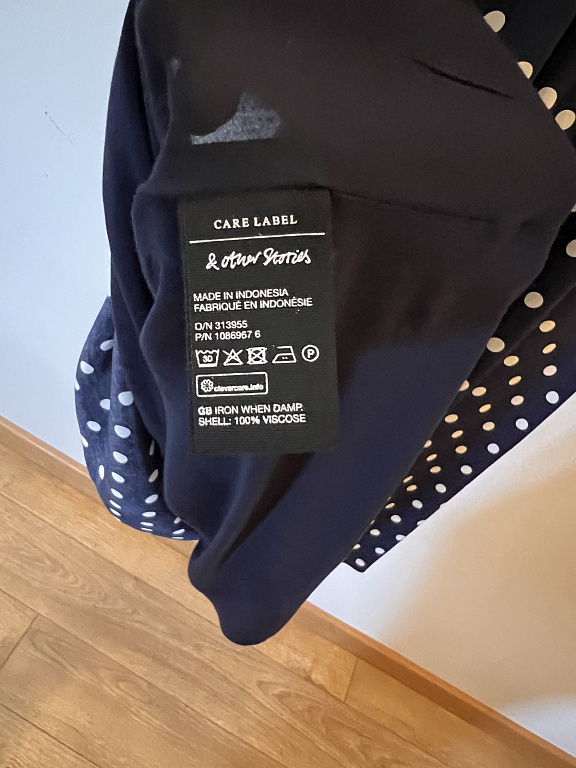 CARE LABEL
& other Stories
MADE IN INDONESIA
FABRIQUÉ EN INDONÉSIE
O/N 313955
P/N 1086967 6
30 P
clevercare.info
GB IRON WHEN DAMP.
SHELL: 100% VISCOSE